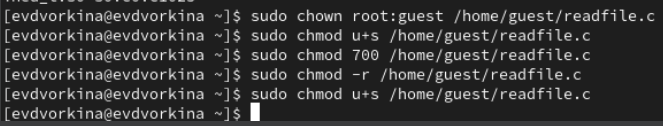 [evdvorkina@evdvorkina ~]$ sudo chown root:guest /home/guest/readfile.c
[evdvorkina@evdvorkina ~]$ sudo chmod u+s /home/guest/readfile.c
[evdvorkina@evdvorkina ~]$ sudo chmod 700 /home/guest/readfile.c
[evdvorkina@evdvorkina ~]$ sudo chmod -r /home/guest/readfile.c
[evdvorkina@evdvorkina ~]$ sudo chmod u+s /home/guest/readfile.c
[evdvorkina@evdvorkina ~]$